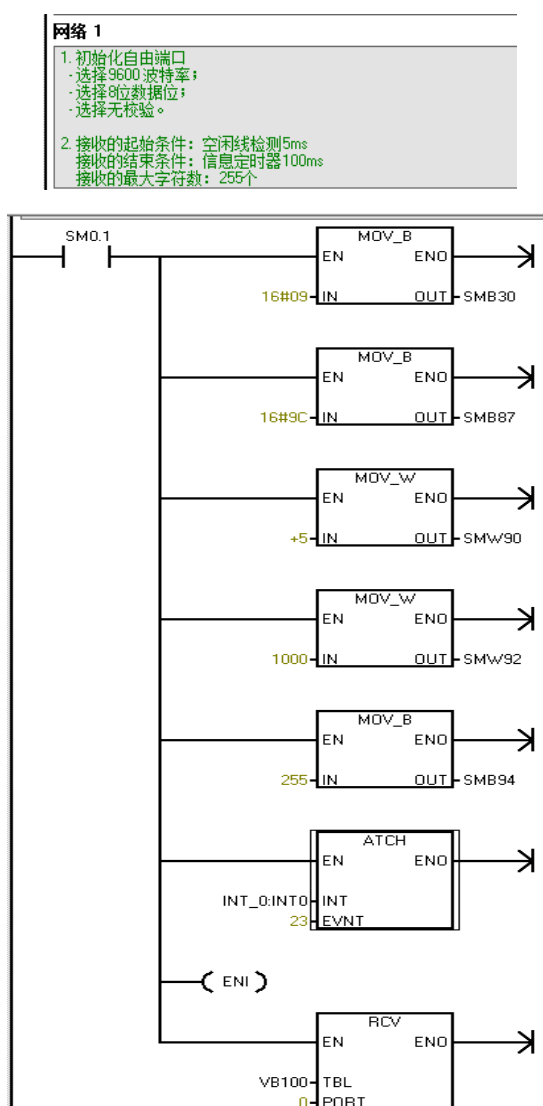 网络 1
1. 初始化自由端口
- 选择9600波特率；
- 选择8位数据位；
- 选择无校验。
2. 接收的起始条件：空闲线检测5ms
接收的结束条件：信息定时器100ms
接收的最大字符数：255个
SM0.1
MOV_B
EN ENO
16#09 IN OUT SMB30
MOV_B
EN ENO
16#9C IN OUT SMB87
MOV_W
EN ENO
+5 IN OUT SMW90
MOV_W
EN ENO
1000 IN OUT SMW92
MOV_B
EN ENO
255 IN OUT SMB94
ATCH
EN ENO
INT_0:INT0 INT
23 EVNT
ENI
RCV
EN ENO
VB100 TBL
0 PORT